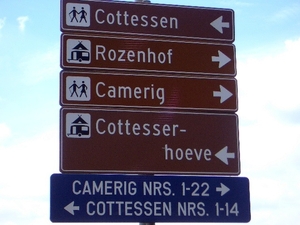 Cottessen
Rozenhof
Camerig
Cottesser-
hoeve
CAMERIG NRS. 1-22
COTTESSEN NRS. 1-14